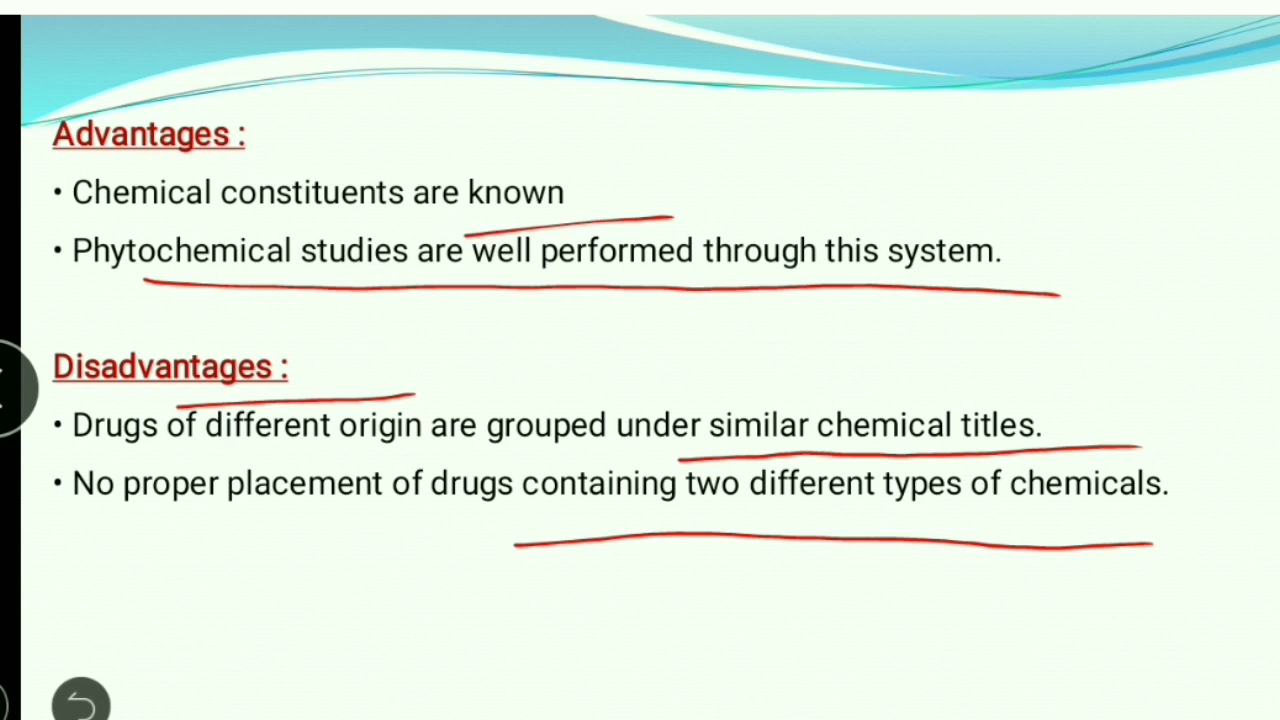 Advantages :
• Chemical constituents are known
• Phytochemical studies are well performed through this system.
Disadvantages :
• Drugs of different origin are grouped under similar chemical titles.
• No proper placement of drugs containing two different types of chemicals.